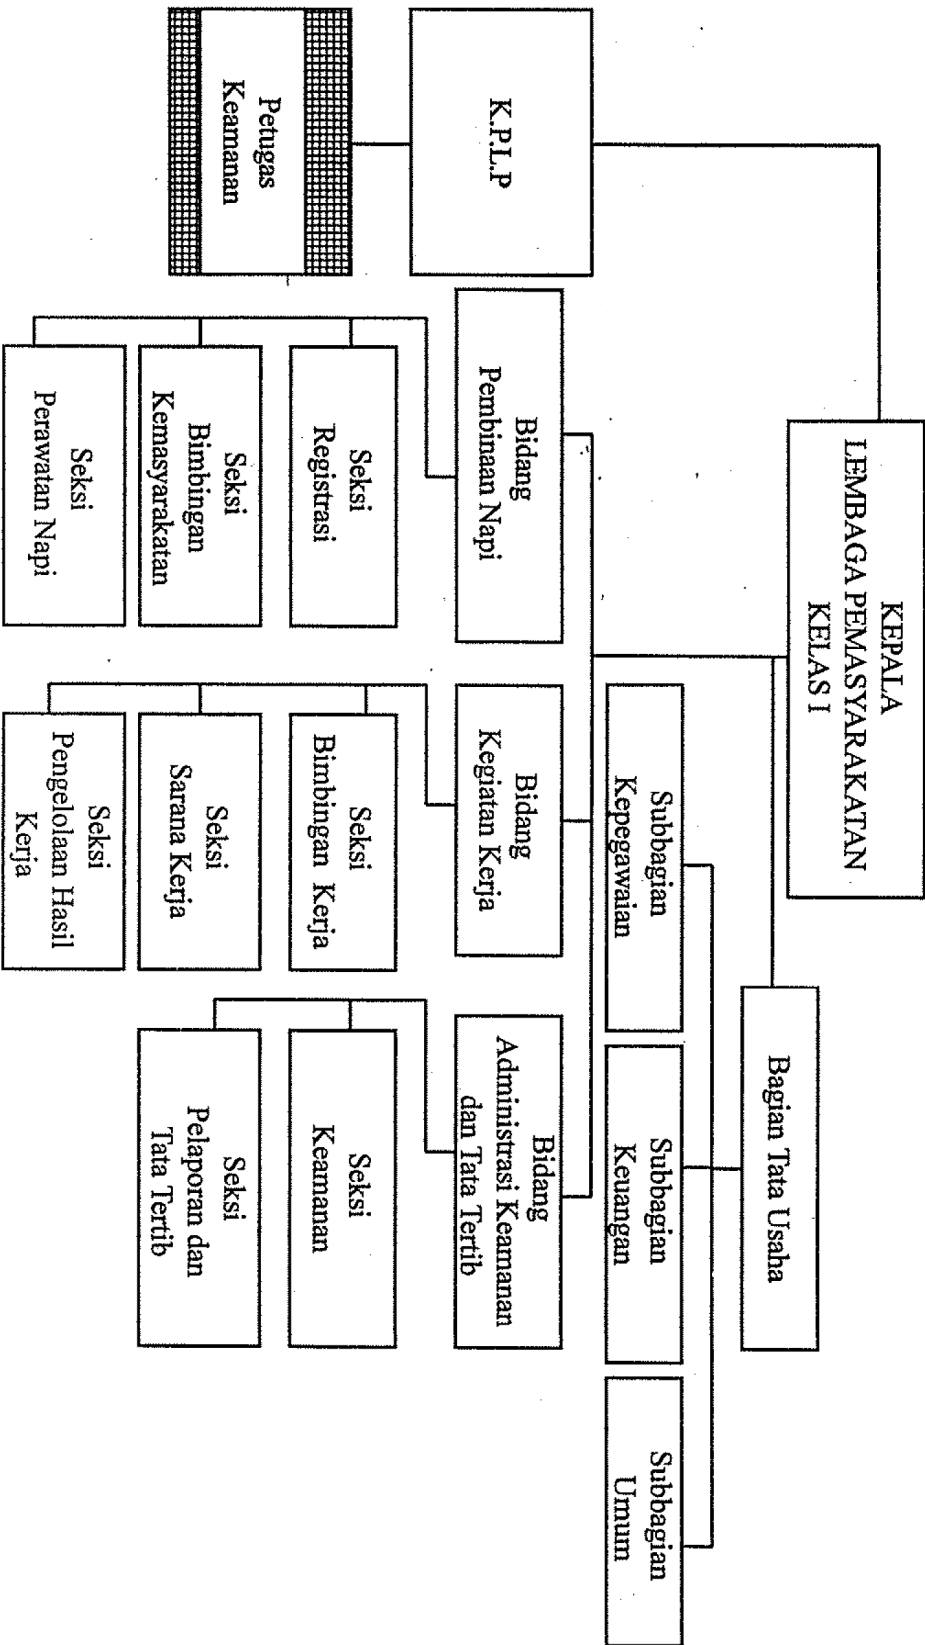 KEPALA
LEMBAGA PEMASYARAKATAN
KELAS I
Bagian Tata Usaha
Subbagian
Kepegawaian
Subbagian
Keuangan
Subbagian
Umum
K.P.L.P
Petugas
Keamanan
Bidang
Pembinaan Napi
Bidang
Kegiatan Kerja
Bidang
Administrasi Keamanan
dan Tata Tertib
Seksi
Registrasi
Seksi
Bimbingan Kerja
Seksi
Keamanan
Seksi
Bimbingan
Kemasyarakatan
Seksi
Sarana Kerja
Seksi
Pelaporan dan
Tata Tertib
Seksi
Perawatan Napi
Seksi
Pengelolaan Hasil
Kerja